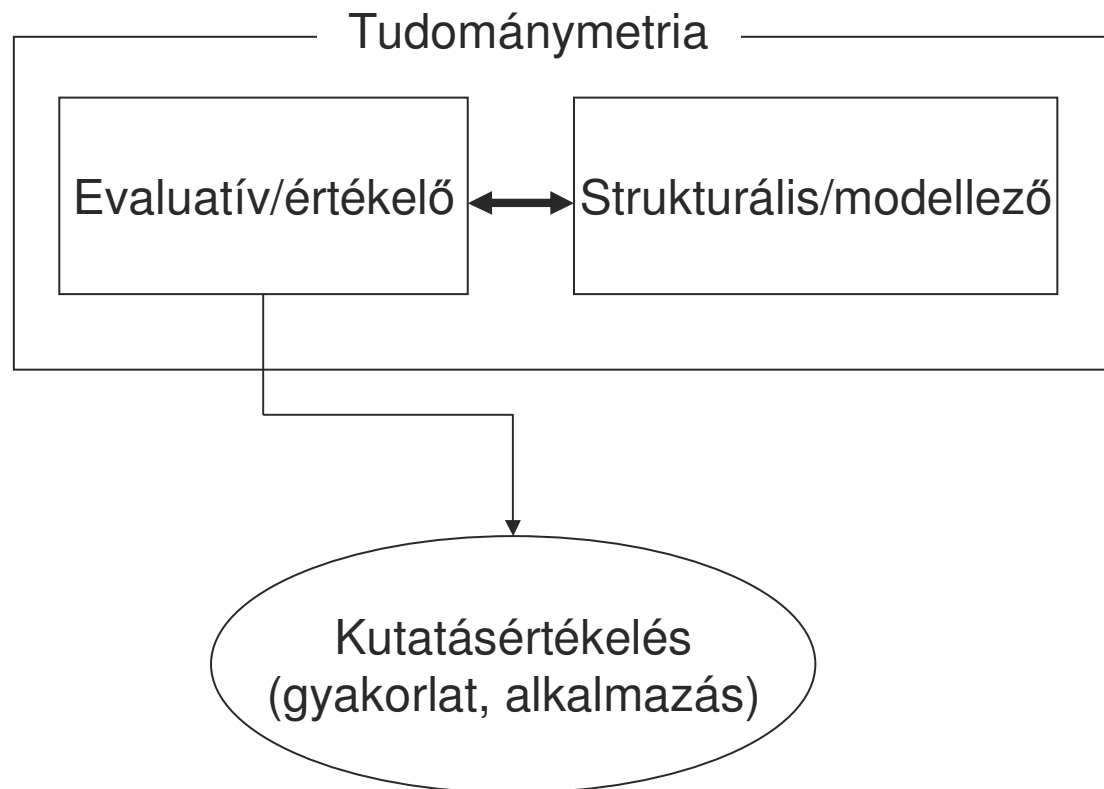 Tudománymetria
Evaluatív/értékelő
Strukturális/modellező
Kutatásértékelés
(gyakorlat, alkalmazás)